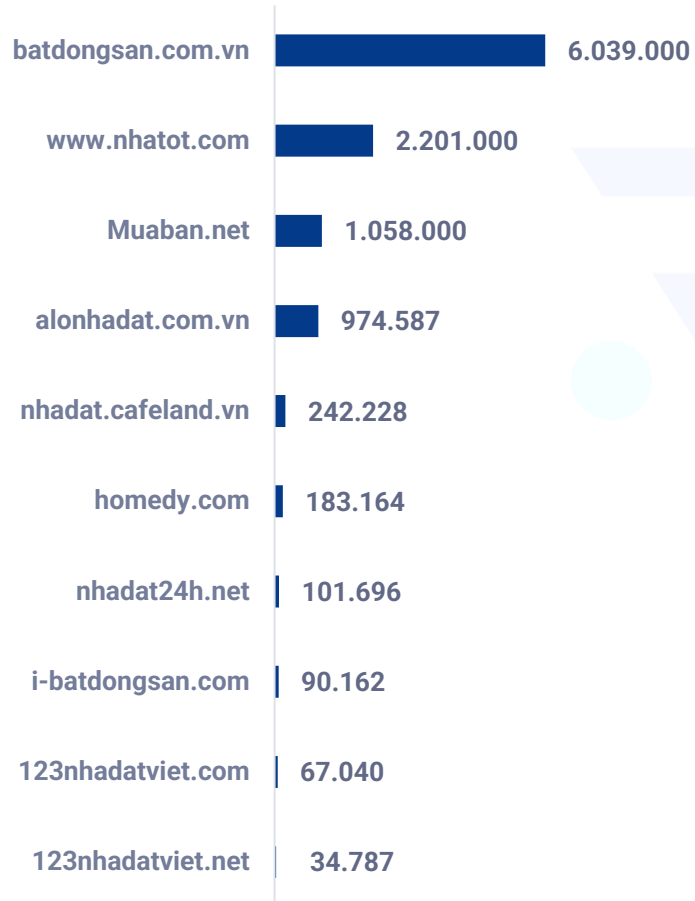 batdongsan.com.vn 6.039.000
www.nhatot.com 2.201.000
Muaban.net 1.058.000
alonhadat.com.vn 974.587
nhadat.cafeland.vn 242.228
homedy.com 183.164
nhadat24h.net 101.696
i-batdongsan.com 90.162
123nhadatviet.com 67.040
123nhadatviet.net 34.787